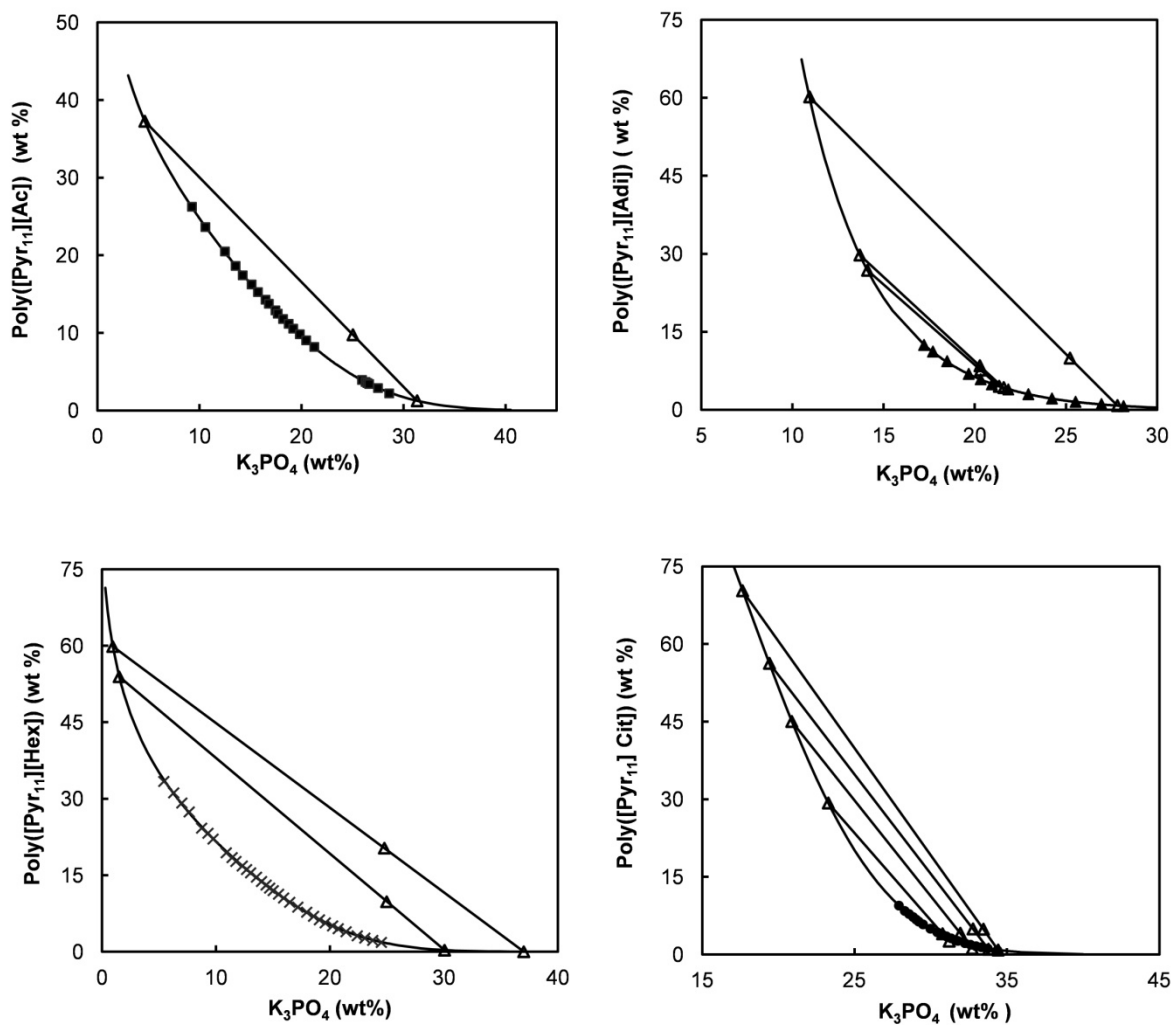 Poly([Pyr₁₁][Ac]) (wt %)
50
40
30
20
10
0
0 10 20 30 40
K₃PO₄ (wt%)
Poly([Pyr₁₁][Adi]) ( wt %)
75
60
45
30
15
0
5 10 15 20 25 30
K₃PO₄ (wt%)
Poly([Pyr₁₁][Hex]) (wt %)
75
60
45
30
15
0
0 10 20 30 40
K₃PO₄ (wt%)
Poly([Pyr₁₁] Cit]) (wt %)
75
60
45
30
15
0
15 25 35 45
K₃PO₄ (wt% )